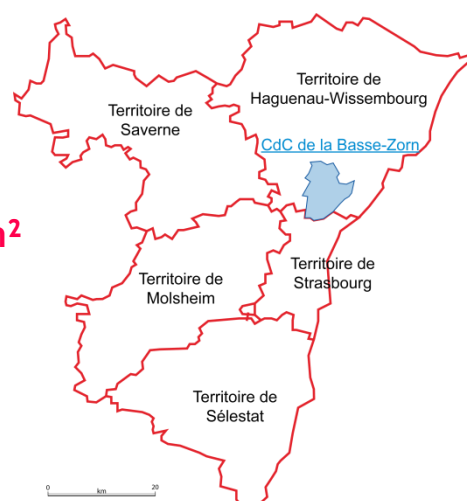 Territoire de
Haguenau-Wissembourg
Territoire de
Saverne
CdC de la Basse-Zorn
²
Territoire de
Molsheim
Territoire de
Strasbourg
Territoire de
Sélestat
0 km 20